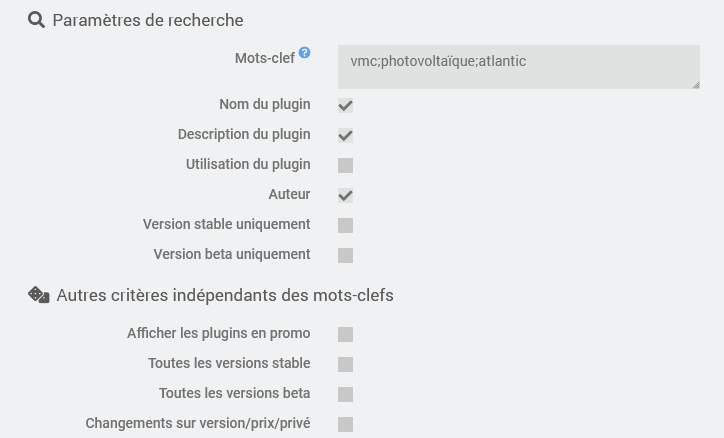 Paramètres de recherche
Mots-clef ?
vmc;photovoltaïque;atlantic
Nom du plugin
Description du plugin
Utilisation du plugin
Auteur
Version stable uniquement
Version beta uniquement
Autres critères indépendants des mots-clefs
Afficher les plugins en promo
Toutes les versions stable
Toutes les versions beta
Changements sur version/prix/privé